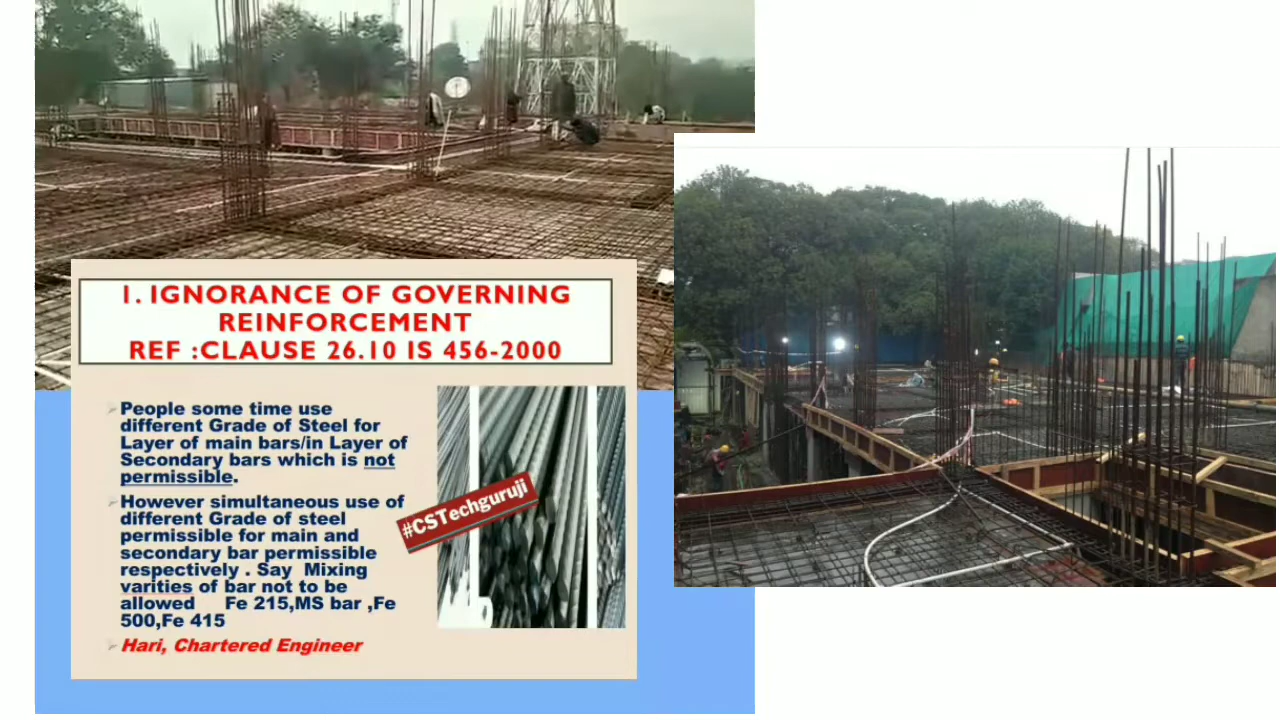 1. IGNORANCE OF GOVERNING
REINFORCEMENT
REF :CLAUSE 26.10 IS 456-2000
People some time use
different Grade of Steel for
Layer of main bars/in Layer of
Secondary bars which is not
permissible.
However simultaneous use of
different Grade of steel
permissible for main and
secondary bar permissible
respectively . Say Mixing
varities of bar not to be
allowed Fe 215,MS bar ,Fe
500,Fe 415
Hari, Chartered Engineer
#CSTechguruji